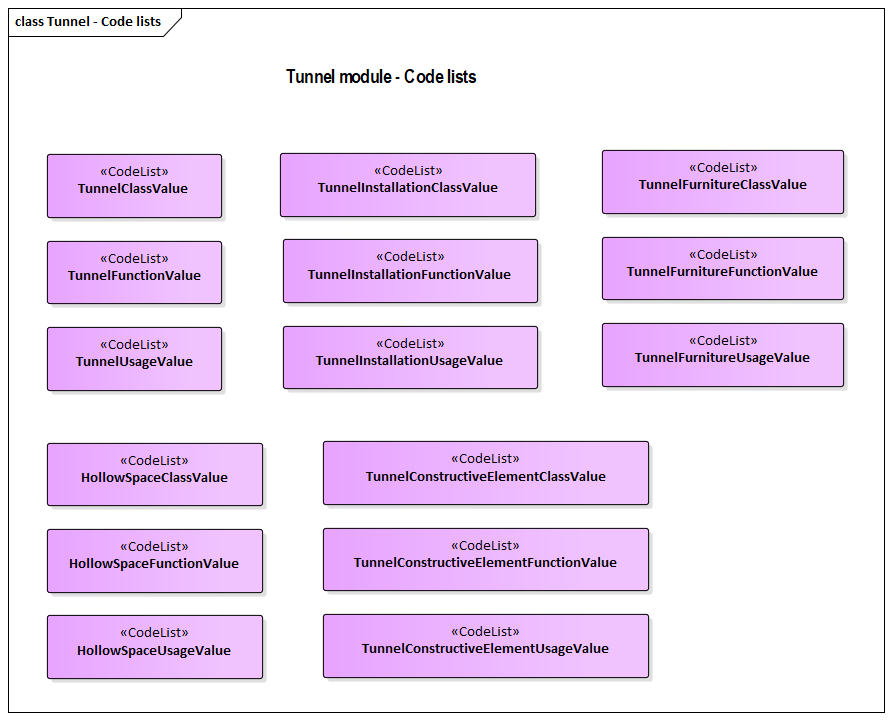 class Tunnel - Code lists
Tunnel module - Code lists
«CodeList»
TunnelClassValue
«CodeList»
TunnelInstallationClassValue
«CodeList»
TunnelFurnitureClassValue
«CodeList»
TunnelFunctionValue
«CodeList»
TunnelInstallationFunctionValue
«CodeList»
TunnelFurnitureFunctionValue
«CodeList»
TunnelUsageValue
«CodeList»
TunnelInstallationUsageValue
«CodeList»
TunnelFurnitureUsageValue
«CodeList»
HollowSpaceClassValue
«CodeList»
TunnelConstructiveElementClassValue
«CodeList»
HollowSpaceFunctionValue
«CodeList»
TunnelConstructiveElementFunctionValue
«CodeList»
HollowSpaceUsageValue
«CodeList»
TunnelConstructiveElementUsageValue